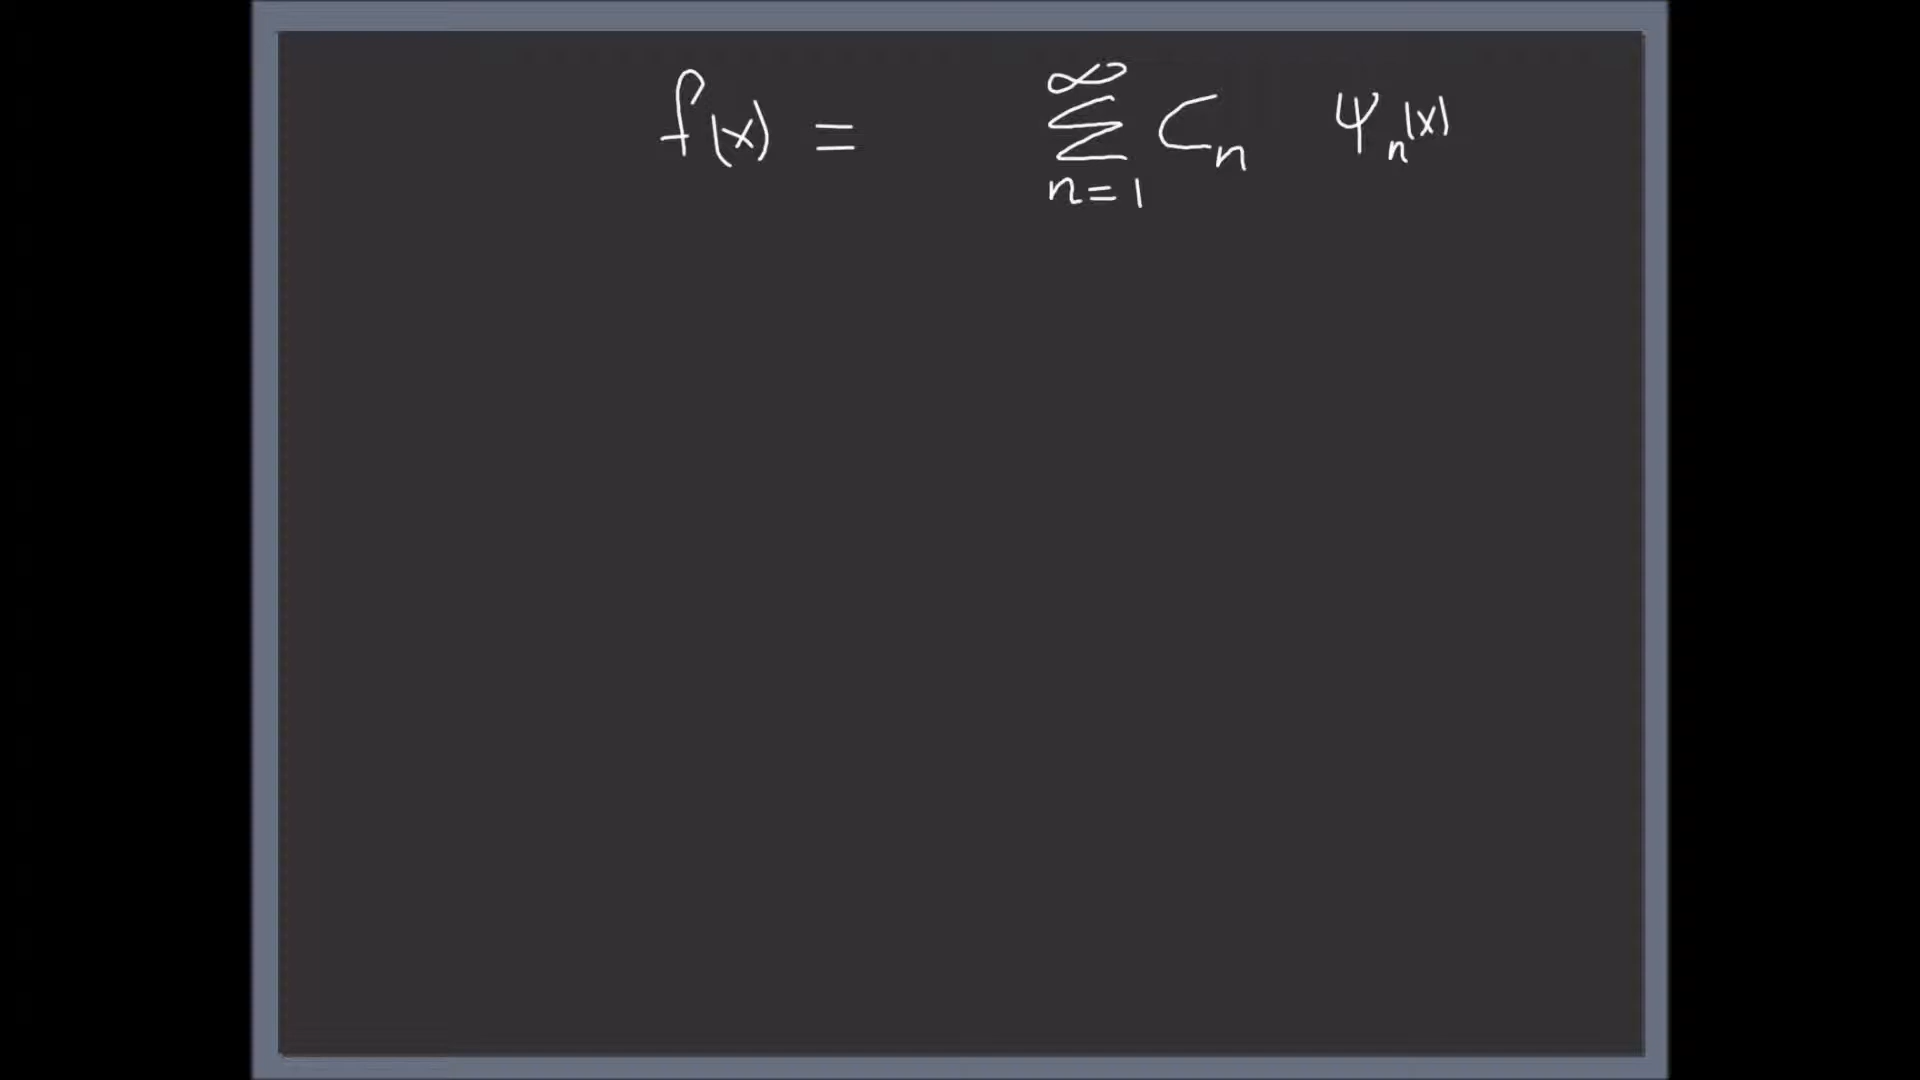 f(x) = ∑_{n=1}^{∞} C_n ψ_n(x)